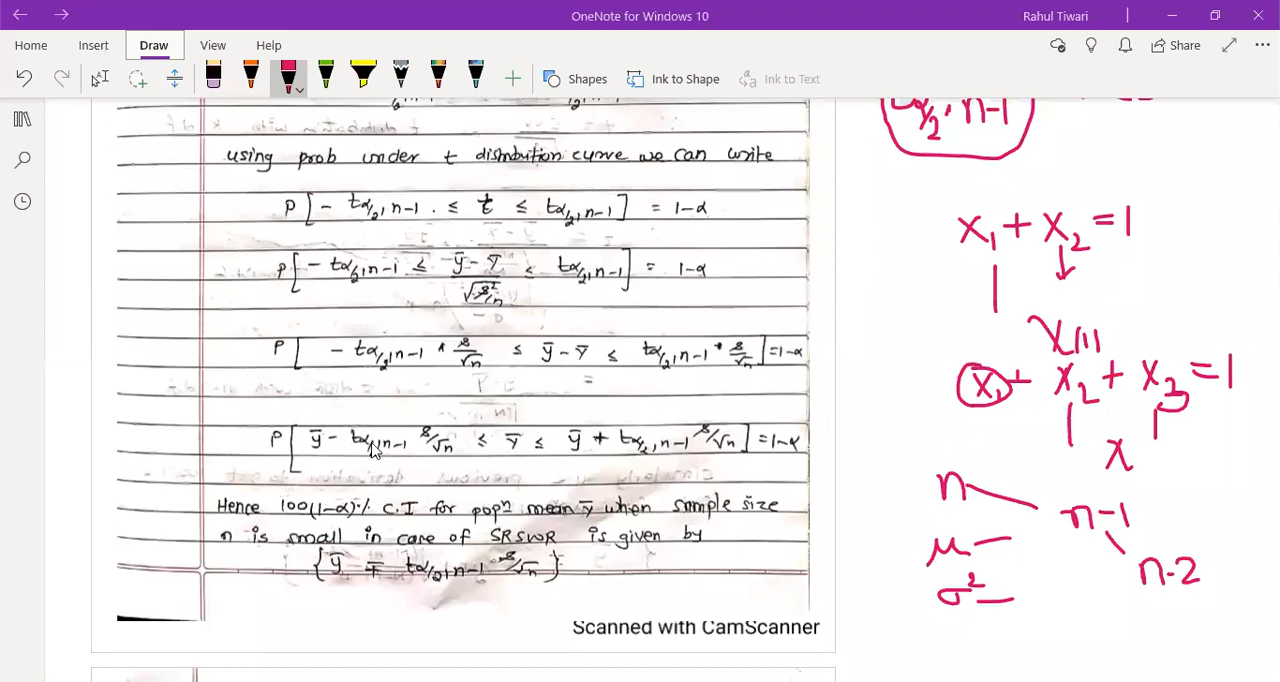 OneNote for Windows 10
Rahul Tiwari
Home Insert Draw View Help
Share
Shapes
Ink to Shape
Ink to Text
using prob under t distribution curve we can write
P[- tα/2, n-1 . ≤ t ≤ tα/2, n-1] = 1-α
P[- tα/2, n-1 ≤ ȳ - Ȳ / √s²/n ≤ tα/2, n-1] = 1-α
P[- tα/2, n-1 * s/√n ≤ ȳ - Ȳ ≤ tα/2, n-1 * s/√n] = 1-α
=
P[ȳ - tα/2, n-1 s/√n ≤ Ȳ ≤ ȳ + tα/2, n-1 s/√n] = 1-α
Hence 100(1-α)% C.I for popn mean Ȳ when sample size
n is small in case of SRSWR is given by
{ȳ ∓ tα/2, n-1 s/√n}
Scanned with CamScanner
tα/2, n-1
x1 + x2 = 1
x1 + x2 + x3 = 1
x
n
n-1
μ
n-2
σ²